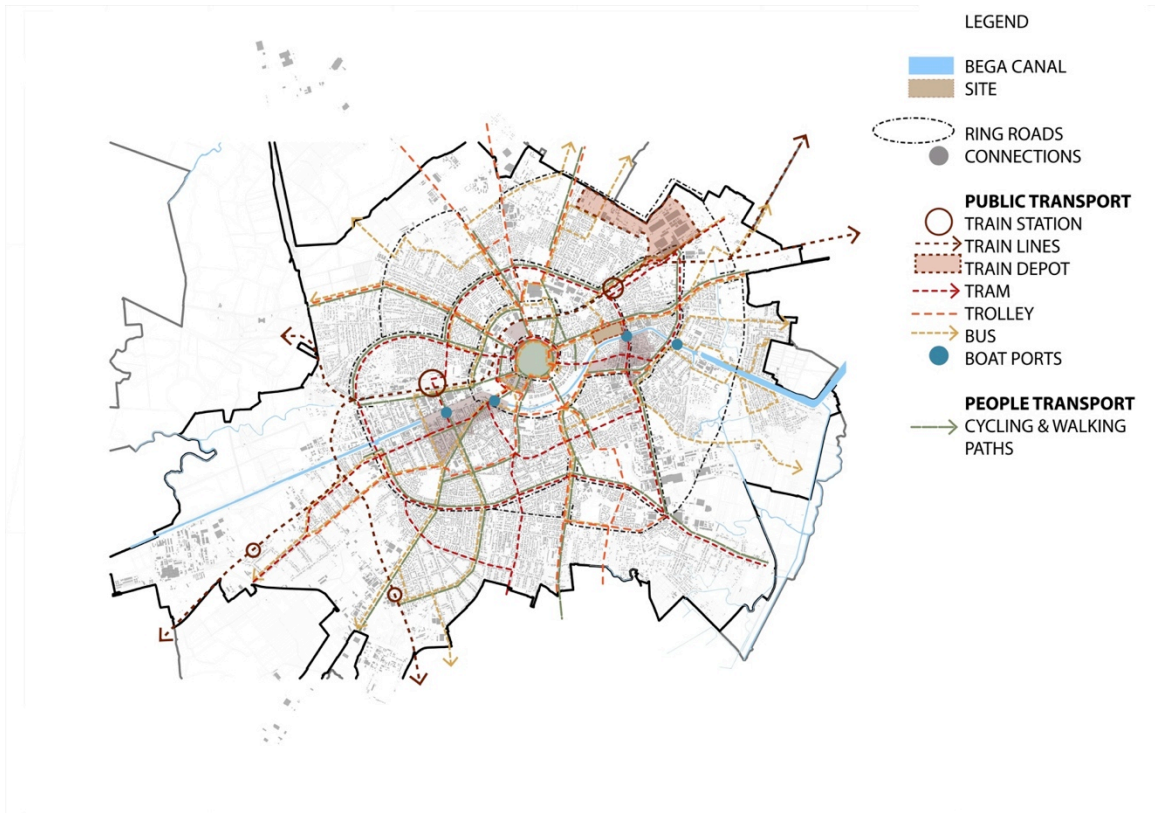 LEGEND
BEGA CANAL
SITE
RING ROADS
CONNECTIONS
PUBLIC TRANSPORT
TRAIN STATION
TRAIN LINES
TRAIN DEPOT
TRAM
TROLLEY
BUS
BOAT PORTS
PEOPLE TRANSPORT
CYCLING & WALKING
PATHS